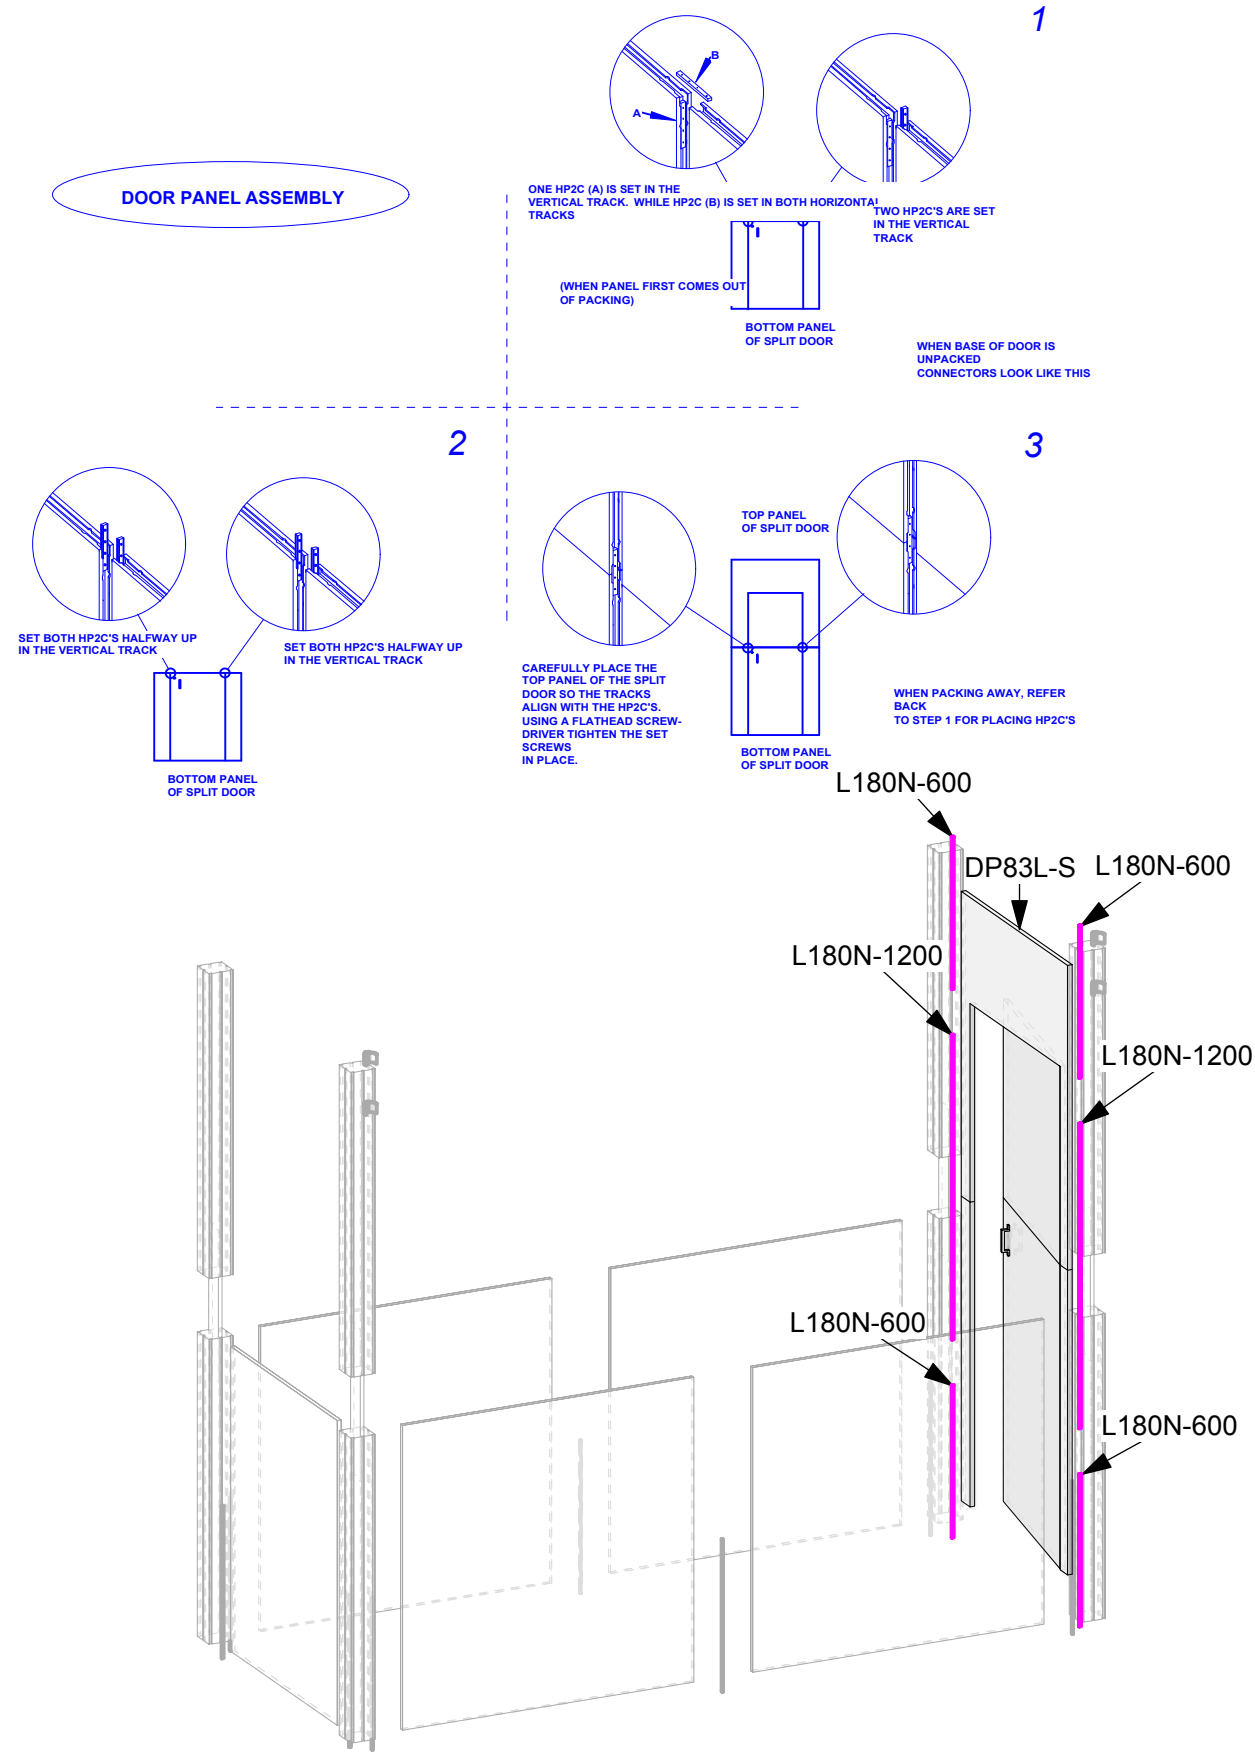 1
B
A
DOOR PANEL ASSEMBLY
ONE HP2C (A) IS SET IN THE
VERTICAL TRACK. WHILE HP2C (B) IS SET IN BOTH HORIZONTAL
TRACKS
TWO HP2C'S ARE SET
IN THE VERTICAL
TRACK
(WHEN PANEL FIRST COMES OUT
OF PACKING)
BOTTOM PANEL
OF SPLIT DOOR
WHEN BASE OF DOOR IS
UNPACKED
CONNECTORS LOOK LIKE THIS
2
SET BOTH HP2C'S HALFWAY UP
IN THE VERTICAL TRACK
SET BOTH HP2C'S HALFWAY UP
IN THE VERTICAL TRACK
BOTTOM PANEL
OF SPLIT DOOR
3
TOP PANEL
OF SPLIT DOOR
CAREFULLY PLACE THE
TOP PANEL OF THE SPLIT
DOOR SO THE TRACKS
ALIGN WITH THE HP2C'S.
USING A FLATHEAD SCREW-
DRIVER TIGHTEN THE SET
SCREWS
IN PLACE.
WHEN PACKING AWAY, REFER
BACK
TO STEP 1 FOR PLACING HP2C'S
BOTTOM PANEL
OF SPLIT DOOR
L180N-600
DP83L-S
L180N-600
L180N-1200
L180N-1200
L180N-600
L180N-600